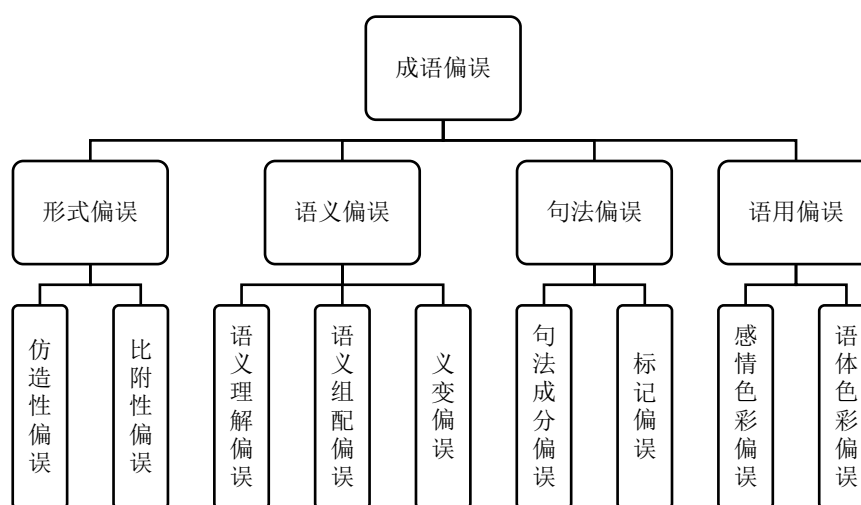 成语偏误
形式偏误
语义偏误
句法偏误
语用偏误
仿造性偏误
比附性偏误
语义理解偏误
语义组配偏误
义变偏误
句法成分偏误
标记偏误
感情色彩偏误
语体色彩偏误